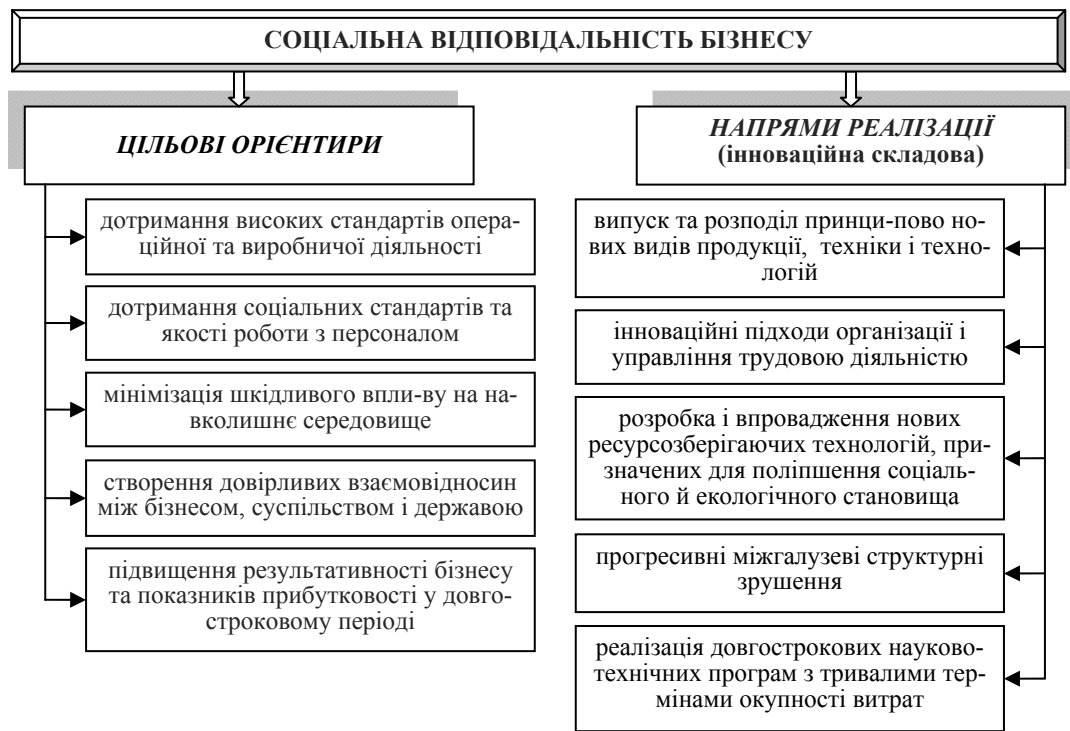 СОЦІАЛЬНА ВІДПОВІДАЛЬНІСТЬ БІЗНЕСУ
ЦІЛЬОВІ ОРІЄНТИРИ
дотримання високих стандартів опера-
ційної та виробничої діяльності
дотримання соціальних стандартів та
якості роботи з персоналом
мінімізація шкідливого впли-ву на на-
вколишнє середовище
створення довірливих взаємовідносин
між бізнесом, суспільством і державою
підвищення результативності бізнесу
та показників прибутковості у довго-
строковому періоді
НАПРЯМИ РЕАЛІЗАЦІЇ
(інноваційна складова)
випуск та розподіл принци-пово но-
вих видів продукції, техніки і техно-
логій
інноваційні підходи організації і
управління трудовою діяльністю
розробка і впровадження нових
ресурсозберігаючих технологій, при-
значених для поліпшення соціаль-
ного й екологічного становища
прогресивні міжгалузеві структурні
зрушення
реалізація довгострокових науково-
технічних програм з тривалими тер-
мінами окупності витрат